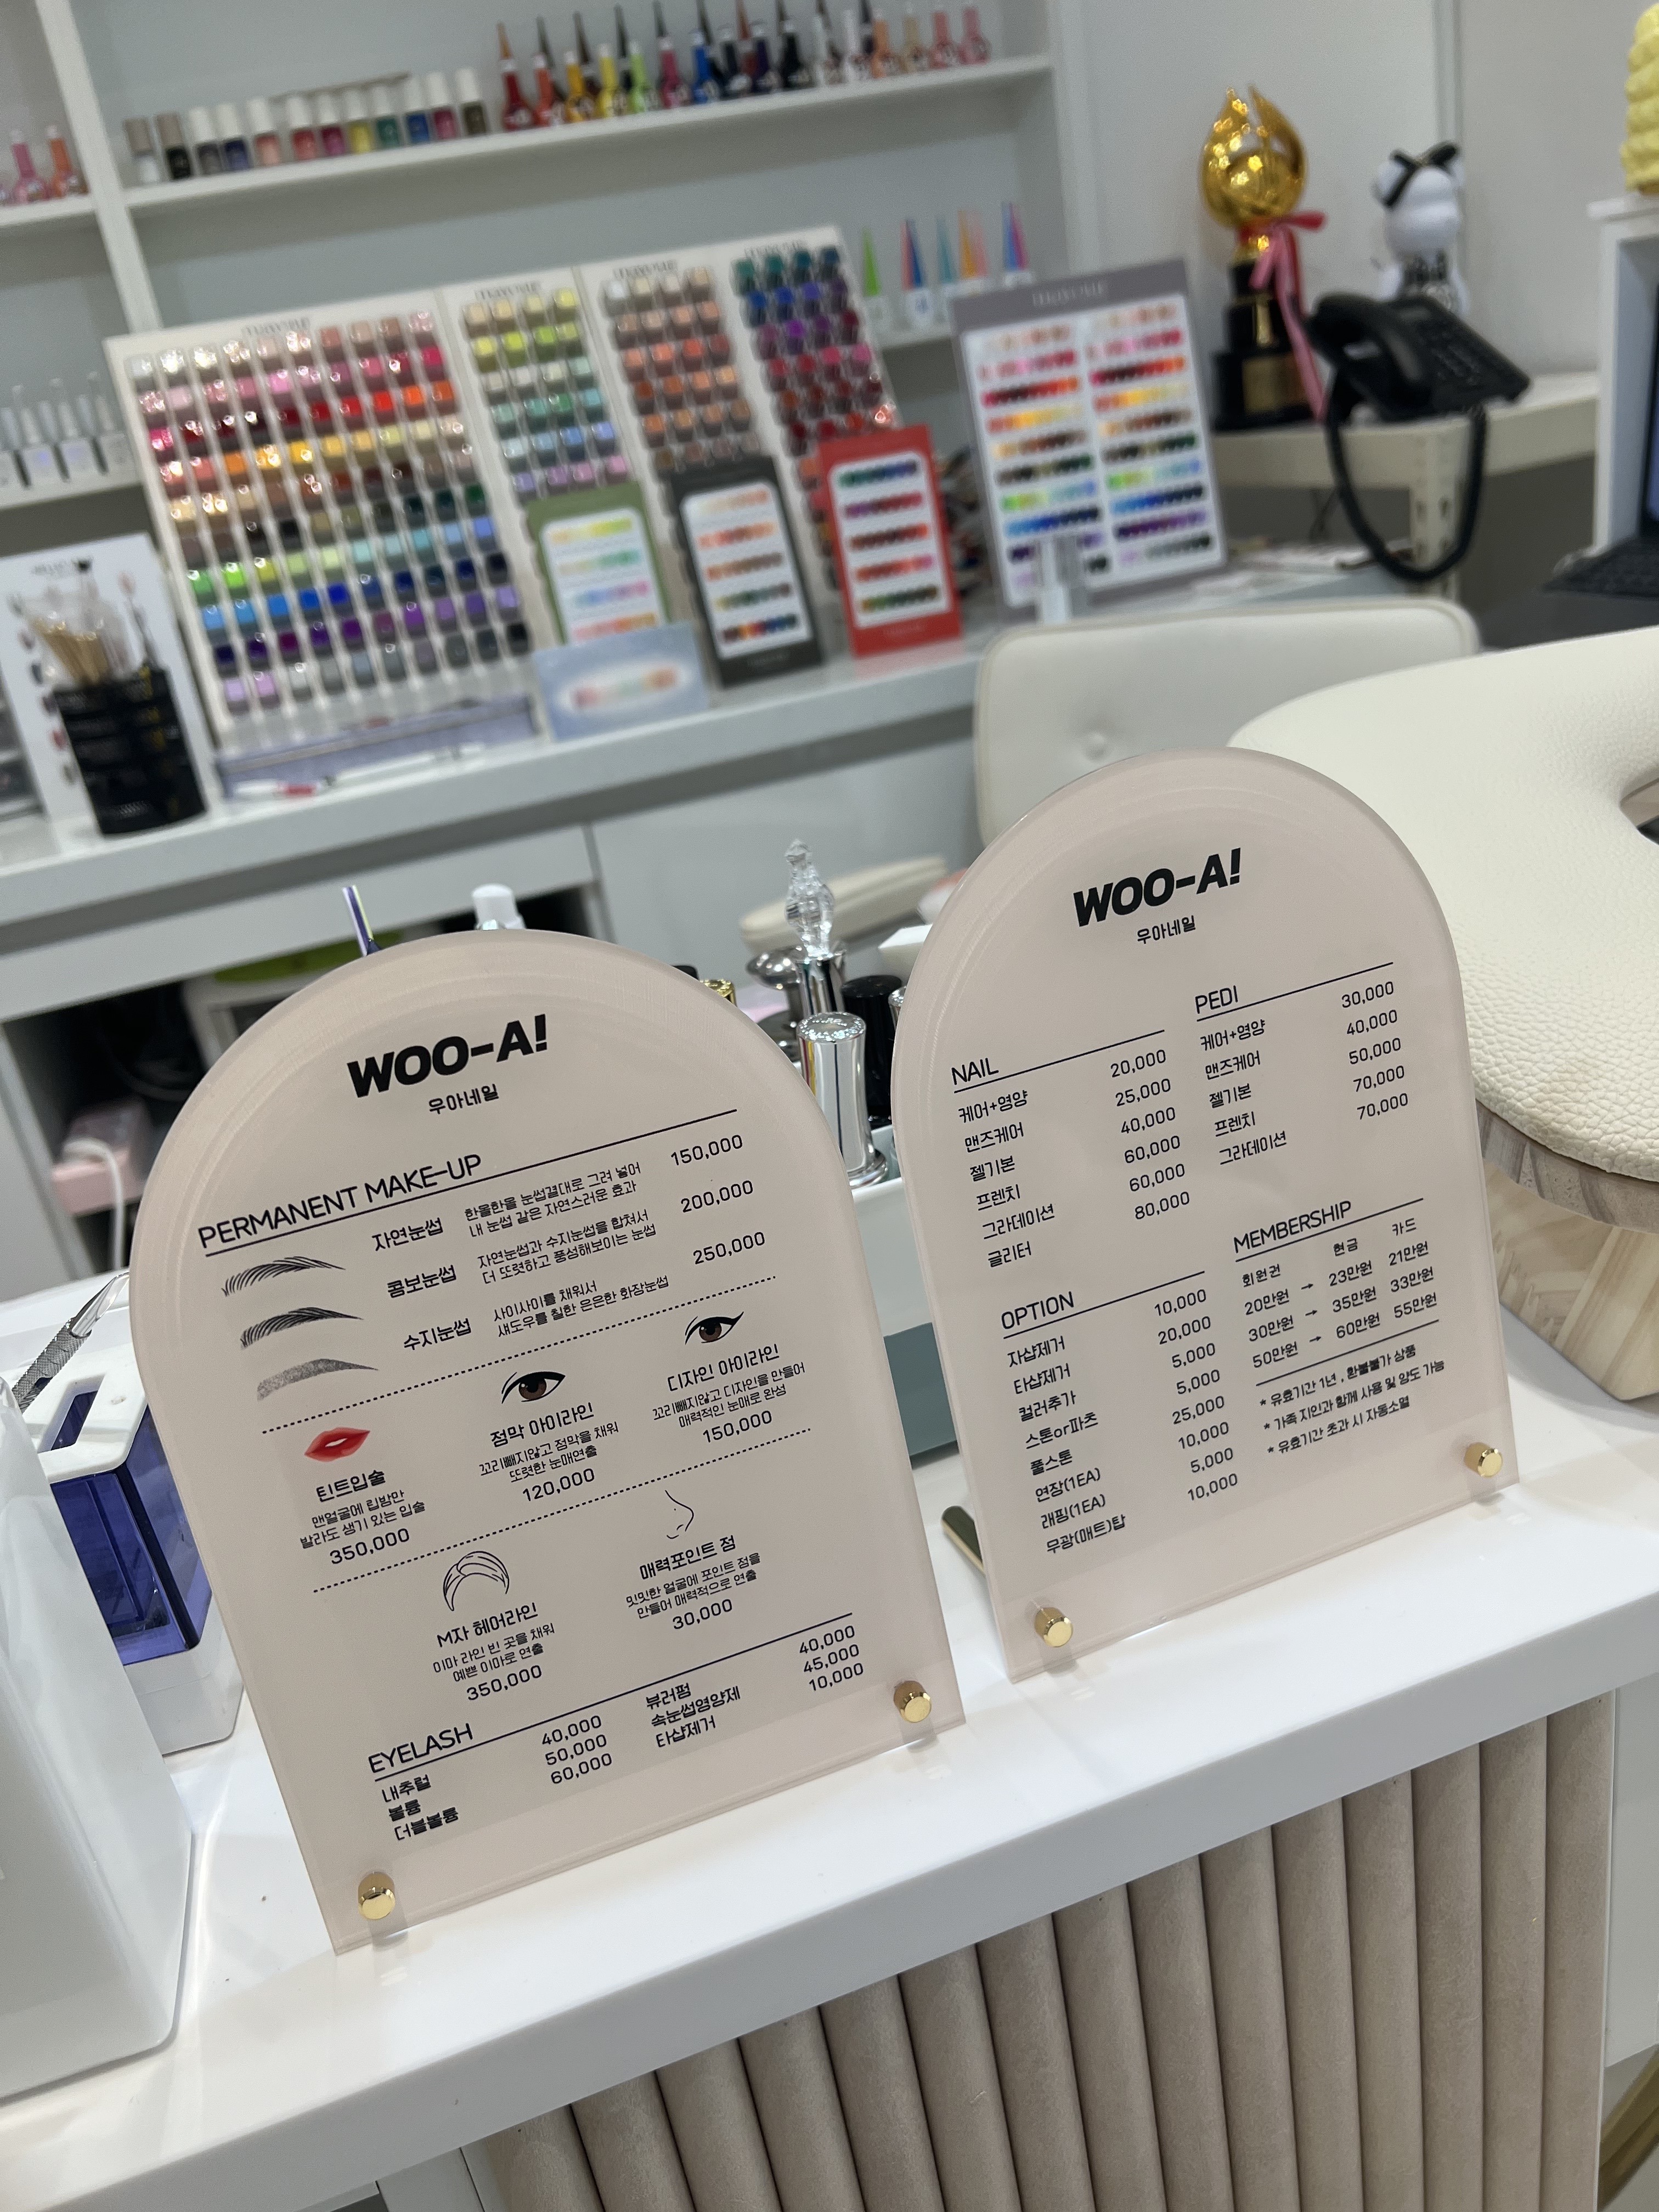 WOO-A!
우아네일
PERMANENT MAKE-UP
자연눈썹 한올한올 눈썹결대로 그려 넣어 150,000
내 눈썹 같은 자연스러운 효과
콤보눈썹 자연눈썹과 수지눈썹을 합쳐서 200,000
더 또렷하고 풍성해보이는 눈썹
수지눈썹 사이사이를 채워서 250,000
섀도우를 칠한 은은한 화장눈썹
틴트입술
맨얼굴에 립밤만
발라도 생기 있는 입술
350,000
점막 아이라인
꼬리빼지않고 점막을 채워
또렷한 눈매연출
120,000
디자인 아이라인
꼬리빼지않고 디자인을 만들어
매력적인 눈매로 완성
150,000
M자 헤어라인
이마 라인 빈 곳을 채워
예쁜 이마로 연출
350,000
매력포인트 점
밋밋한 얼굴에 포인트 점을
만들어 매력적으로 연출
30,000
EYELASH
내추럴 40,000
볼륨 50,000
더블볼륨 60,000
뷰러펌 40,000
속눈썹영양제 45,000
타샵제거 10,000
WOO-A!
우아네일
NAIL
케어+영양 20,000
맨즈케어 25,000
젤기본 40,000
프렌치 60,000
그라데이션 60,000
글리터 80,000
PEDI
케어+영양 30,000
맨즈케어 40,000
젤기본 50,000
프렌치 70,000
그라데이션 70,000
OPTION
자샵제거 10,000
타샵제거 20,000
컬러추가 5,000
스톤or파츠 5,000
풀스톤 25,000
연장(1EA) 10,000
래핑(1EA) 5,000
무광(매트)탑 10,000
MEMBERSHIP
회원권 현금 카드
20만원 → 23만원 21만원
30만원 → 35만원 33만원
50만원 → 60만원 55만원
* 유효기간 1년, 환불불가 상품
* 가족 지인과 함께 사용 및 양도 가능
* 유효기간 초과 시 자동소멸